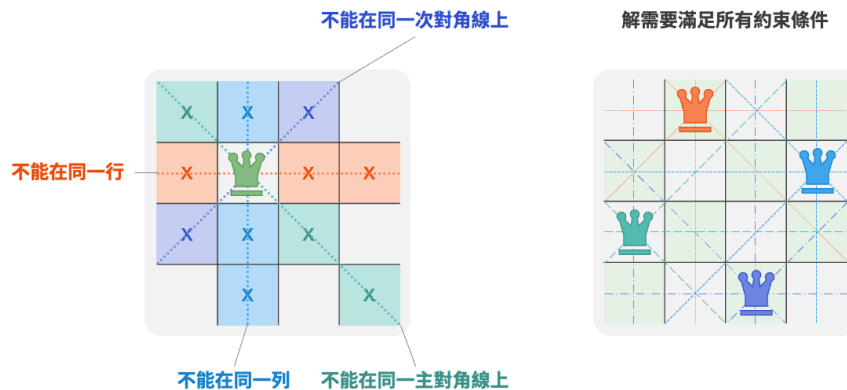 不能在同一次對角線上
解需要滿足所有約束條件
X X X
不能在同一行
X X X
X X X
X X
不能在同一列
不能在同一主對角線上